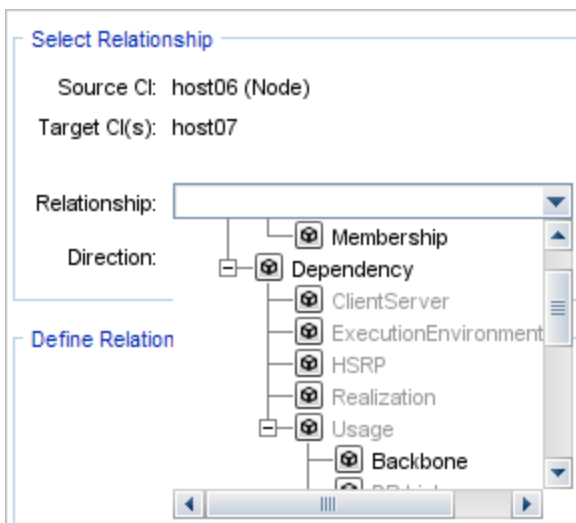 Select Relationship
Source CI: host06 (Node)
Target CI(s): host07
Relationship:
Membership
Direction:
Dependency
ClientServer
ExecutionEnvironment
HSRP
Define Relation
Realization
Usage
Backbone